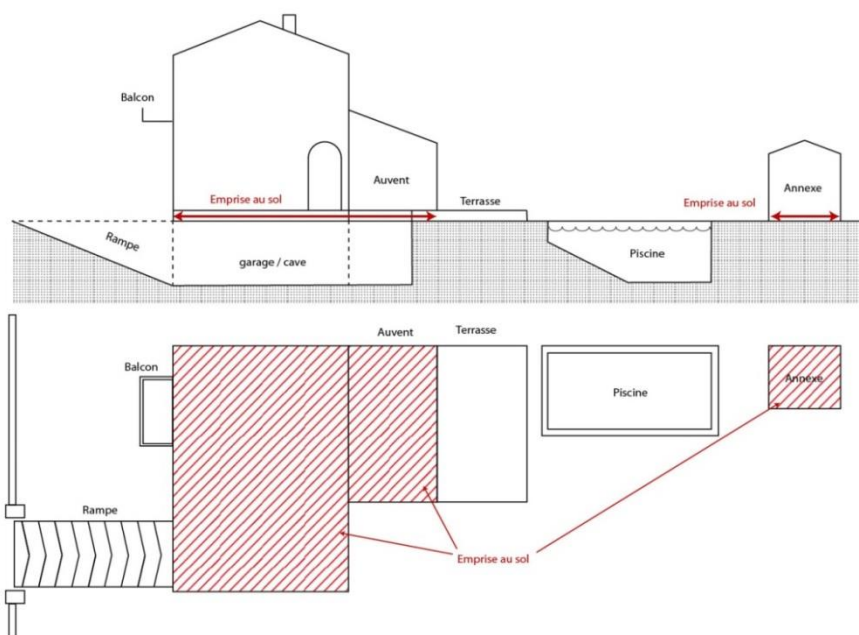 Balcon
Emprise au sol
Auvent
Terrasse
Emprise au sol
Annexe
Rampe
garage / cave
Piscine
Auvent
Terrasse
Balcon
Piscine
Annexe
Rampe
Emprise au sol